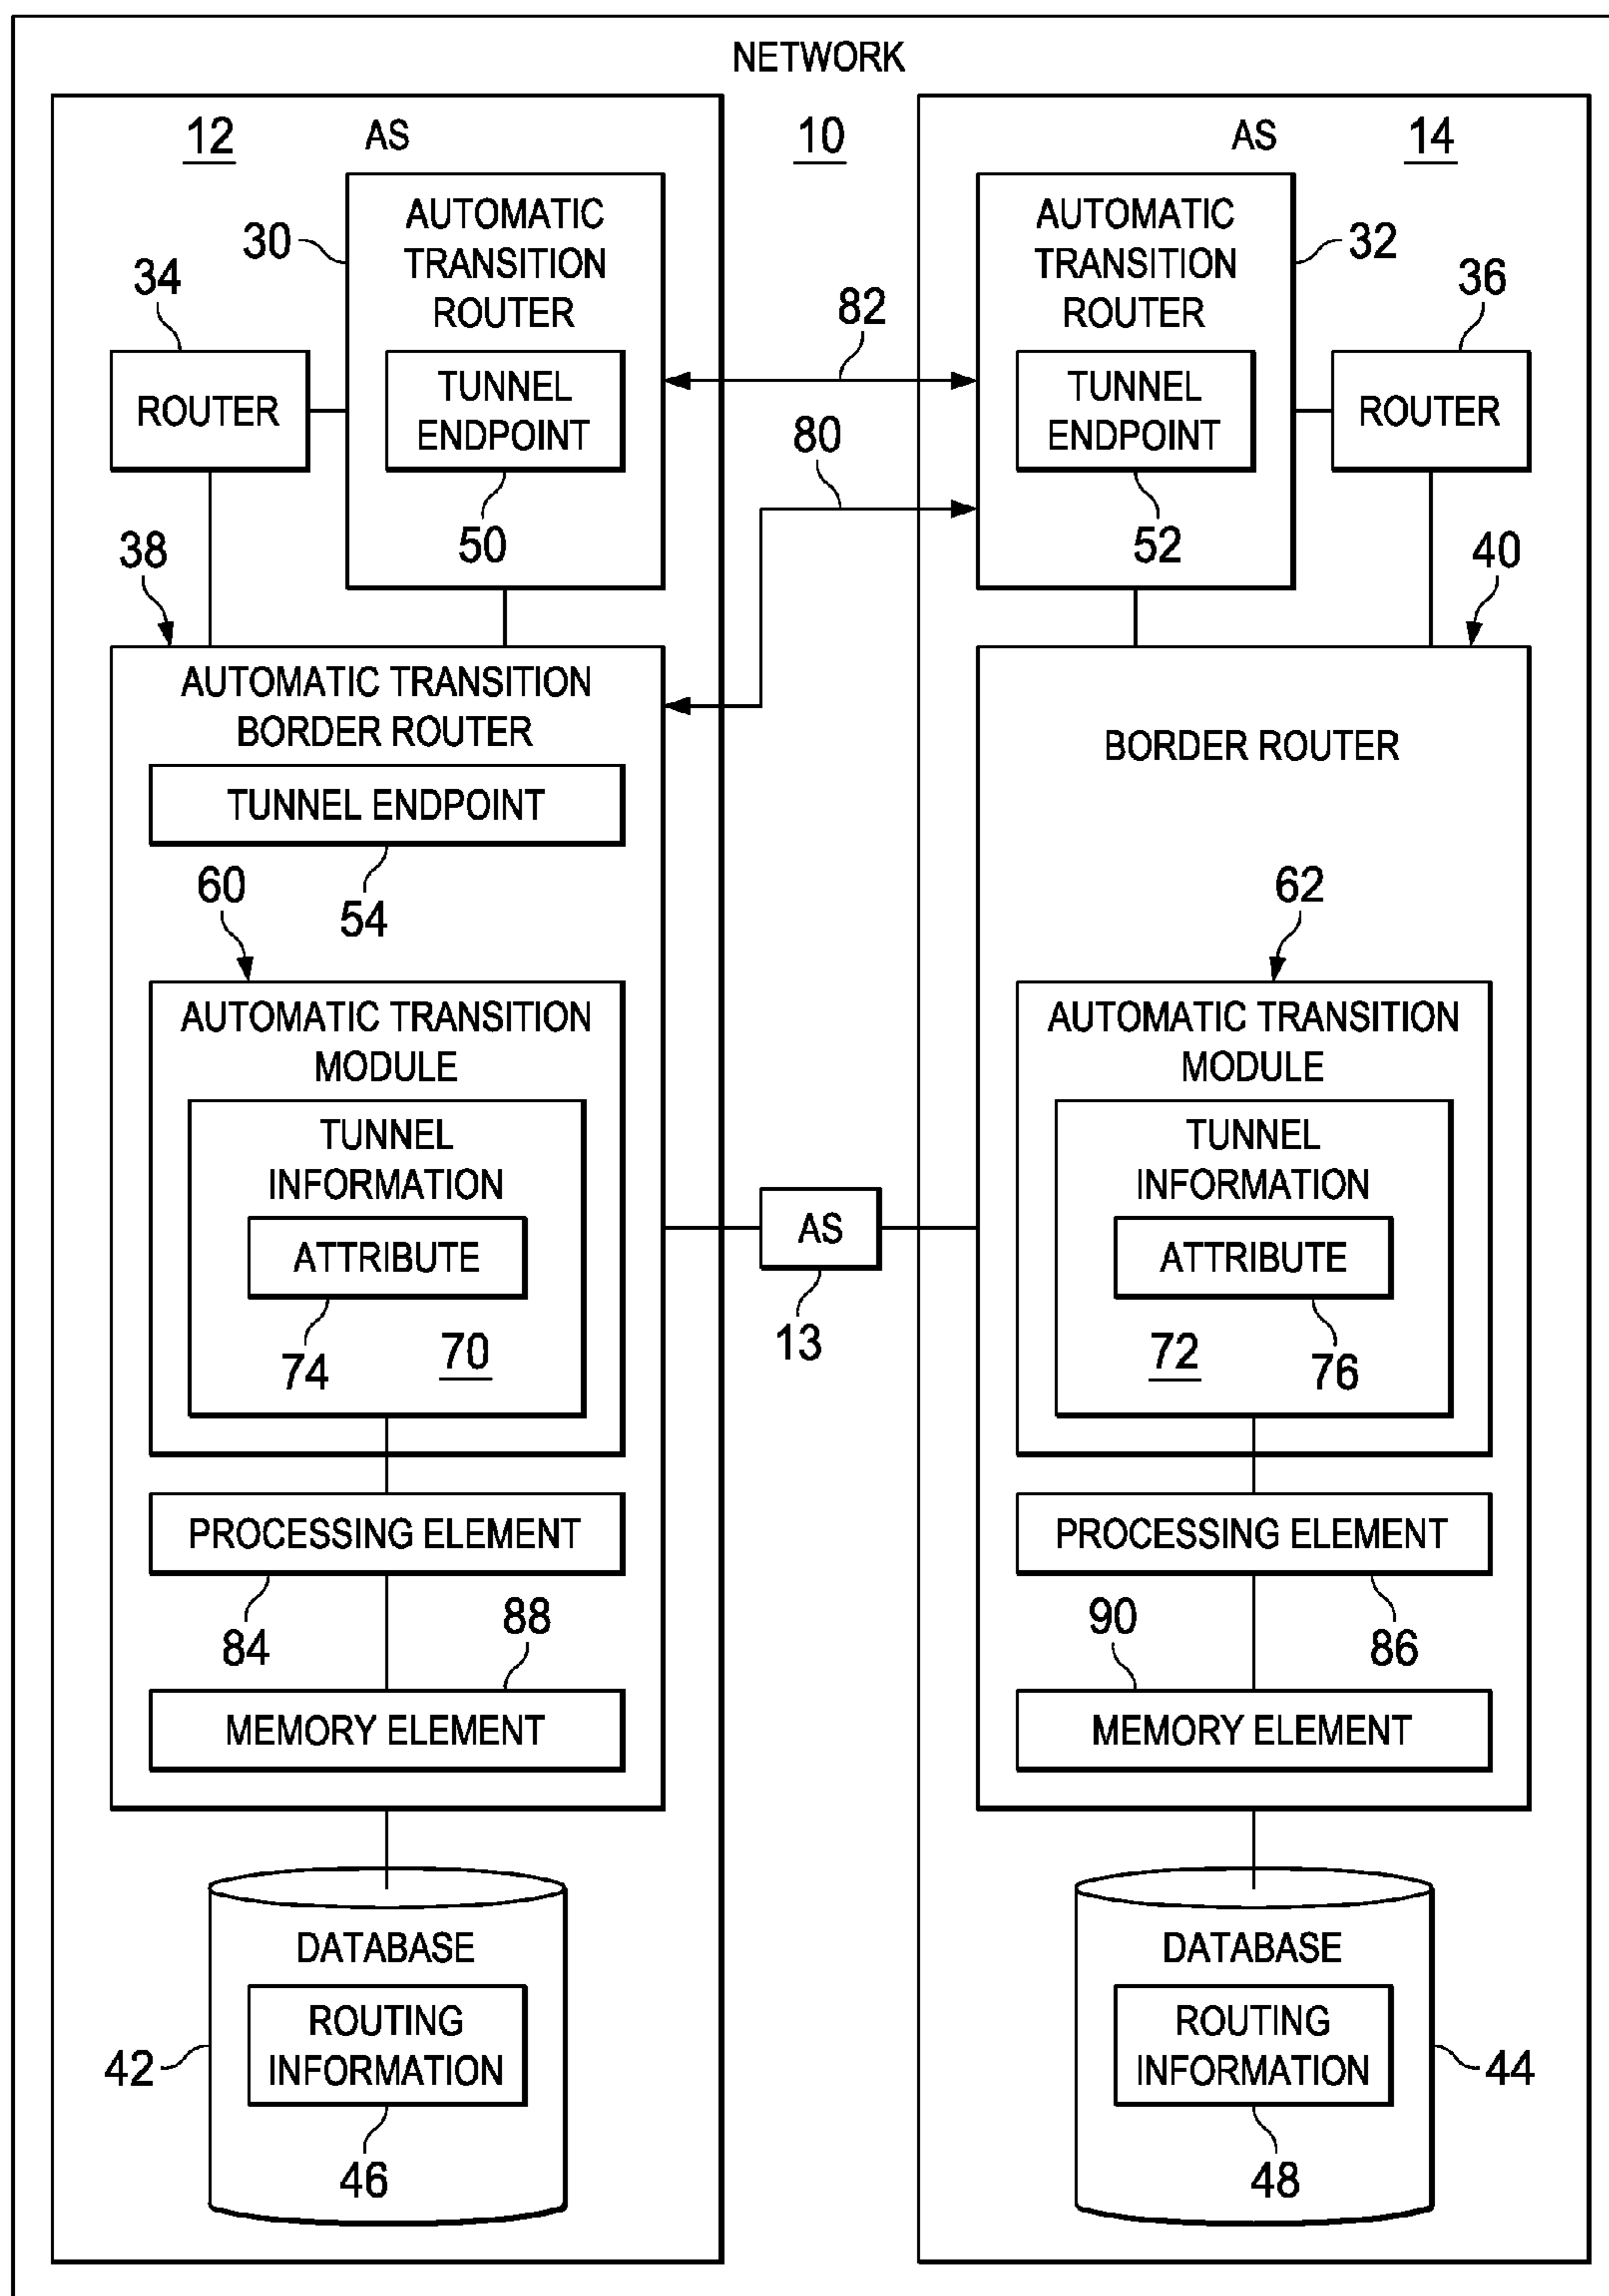 NETWORK
12
AS
10
AS
14
AUTOMATIC
TRANSITION
ROUTER
30
34
ROUTER
TUNNEL
ENDPOINT
50
82
80
AUTOMATIC
TRANSITION
ROUTER
32
36
TUNNEL
ENDPOINT
52
ROUTER
38
40
AUTOMATIC TRANSITION
BORDER ROUTER
TUNNEL ENDPOINT
54
60
AUTOMATIC TRANSITION
MODULE
TUNNEL
INFORMATION
ATTRIBUTE
74
70
AS
13
BORDER ROUTER
62
AUTOMATIC TRANSITION
MODULE
TUNNEL
INFORMATION
ATTRIBUTE
72
76
PROCESSING ELEMENT
84
88
MEMORY ELEMENT
PROCESSING ELEMENT
90
86
MEMORY ELEMENT
DATABASE
ROUTING
INFORMATION
42
46
DATABASE
ROUTING
INFORMATION
44
48